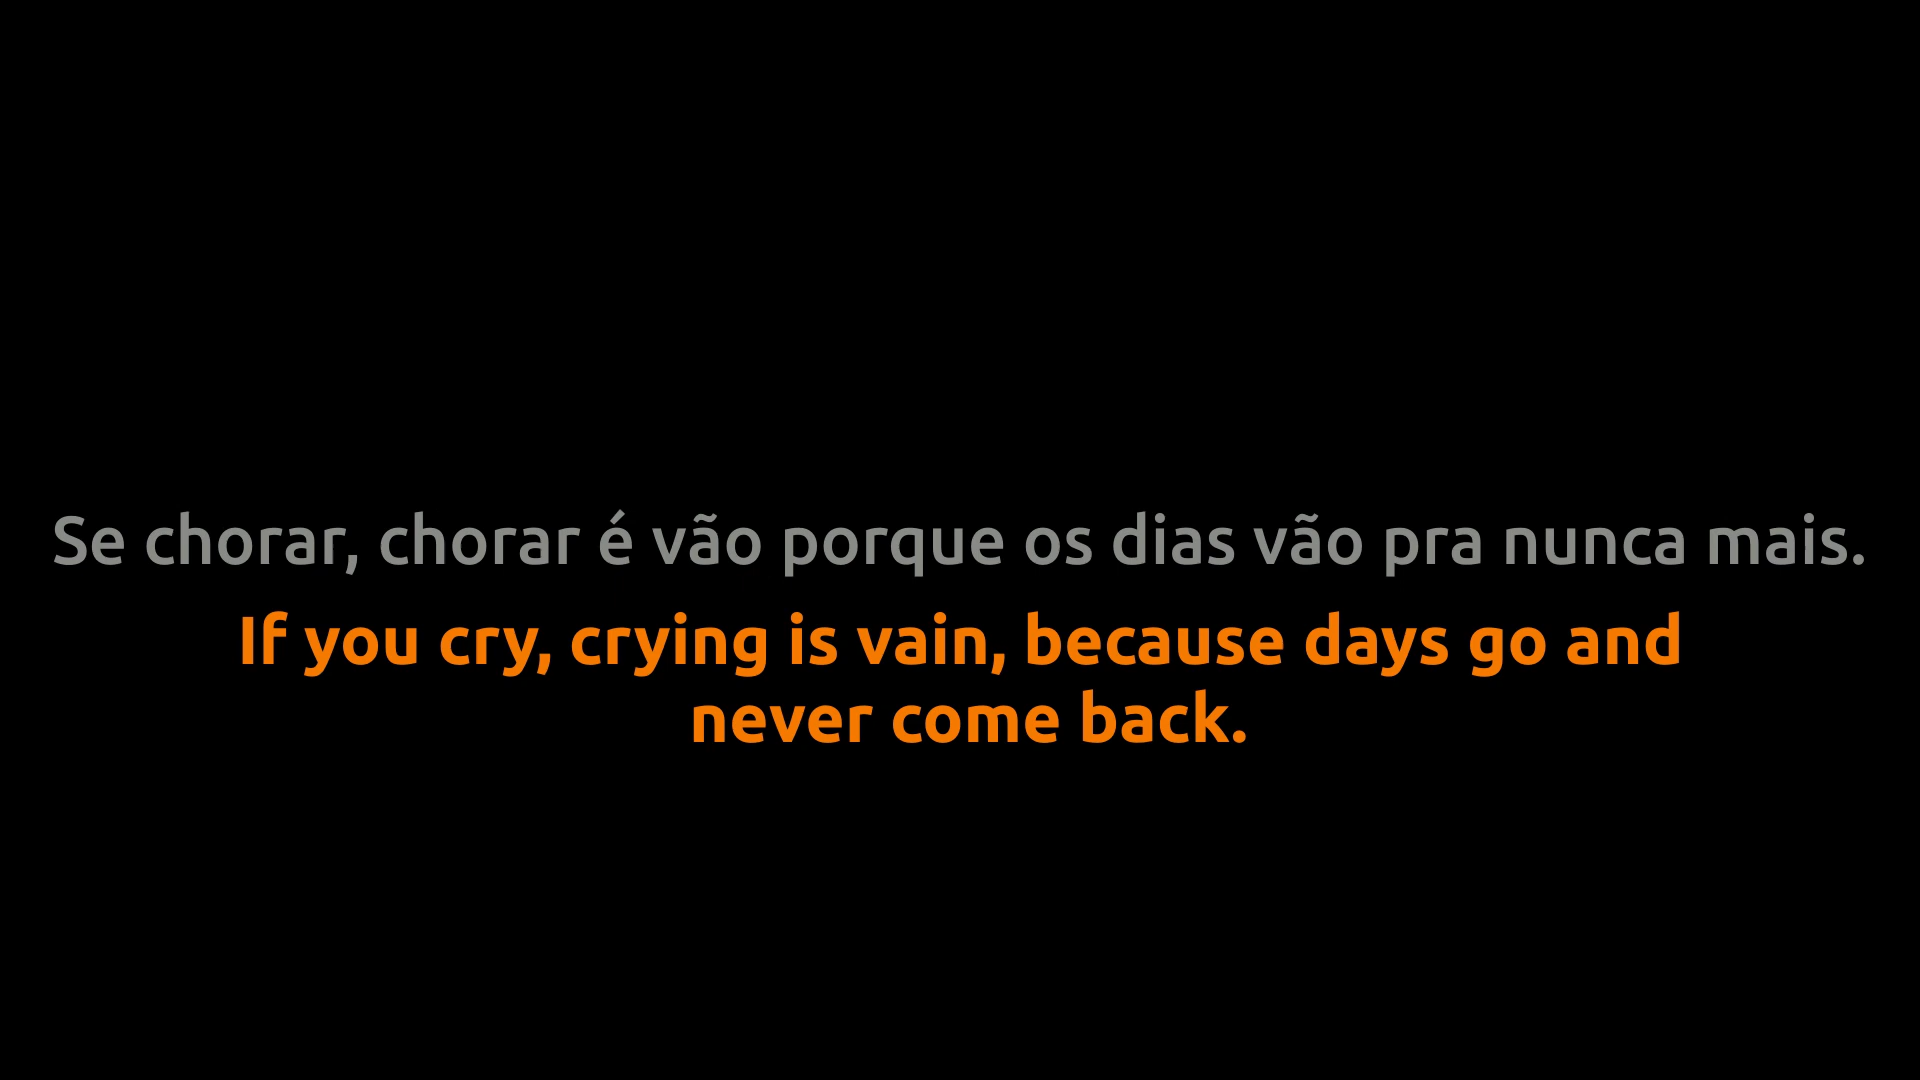 Se chorar, chorar é vão porque os dias vão pra nunca mais.
If you cry, crying is vain, because days go and
never come back.